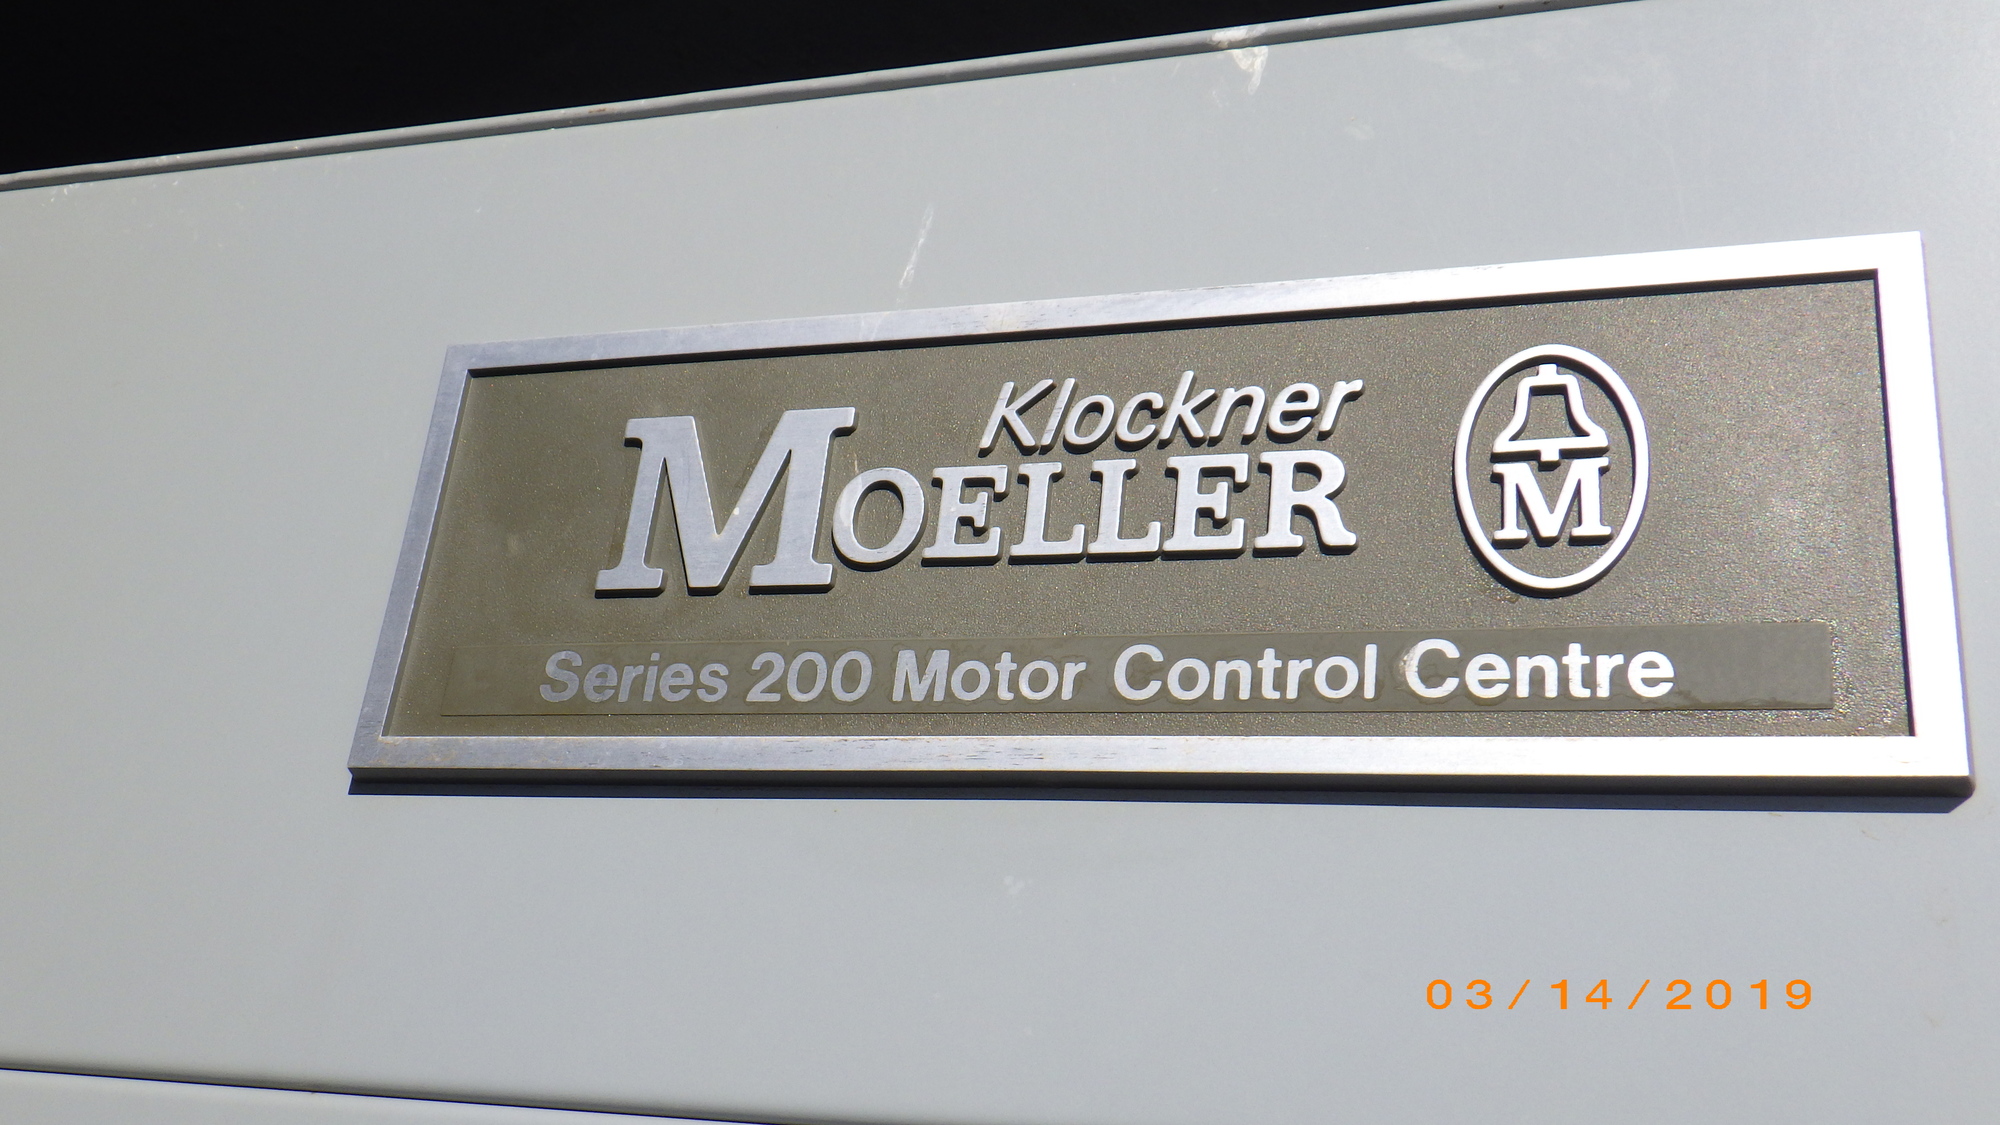 Klockner
MOELLER
M
Series 200 Motor Control Centre
03/14/2019